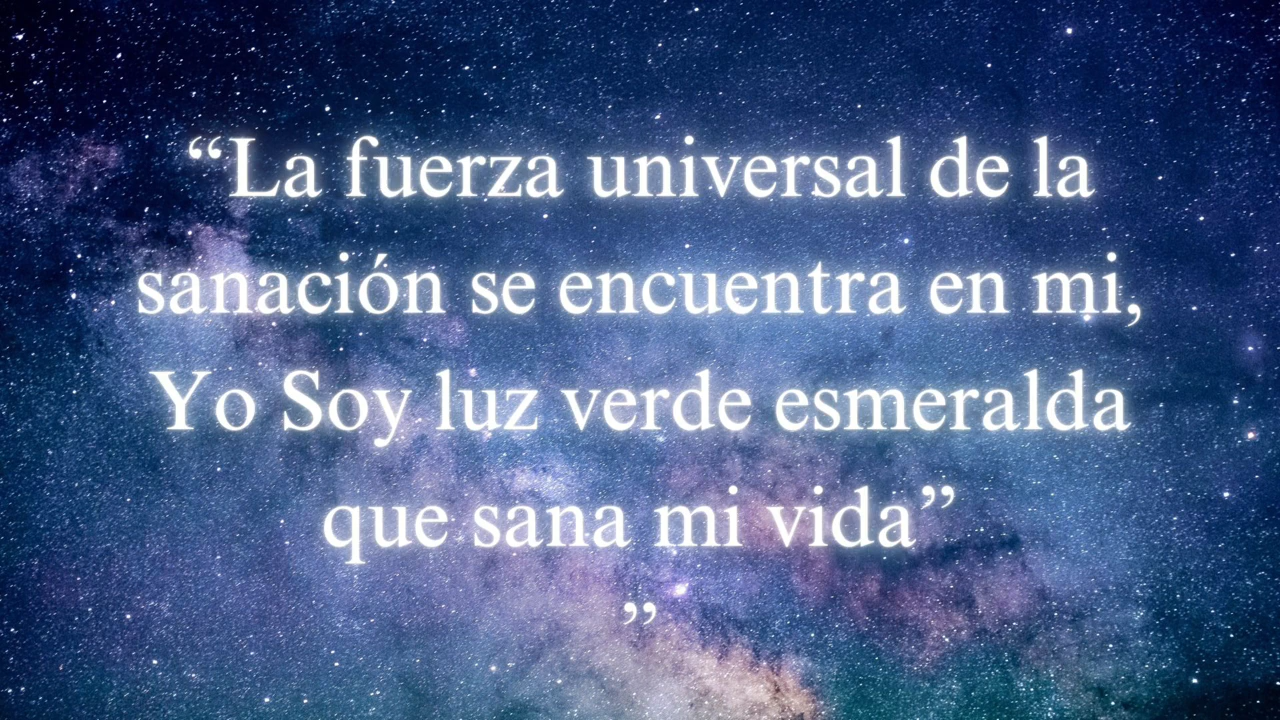 “La fuerza universal de la
sanación se encuentra en mi,
Yo Soy luz verde esmeralda
que sana mi vida”
”